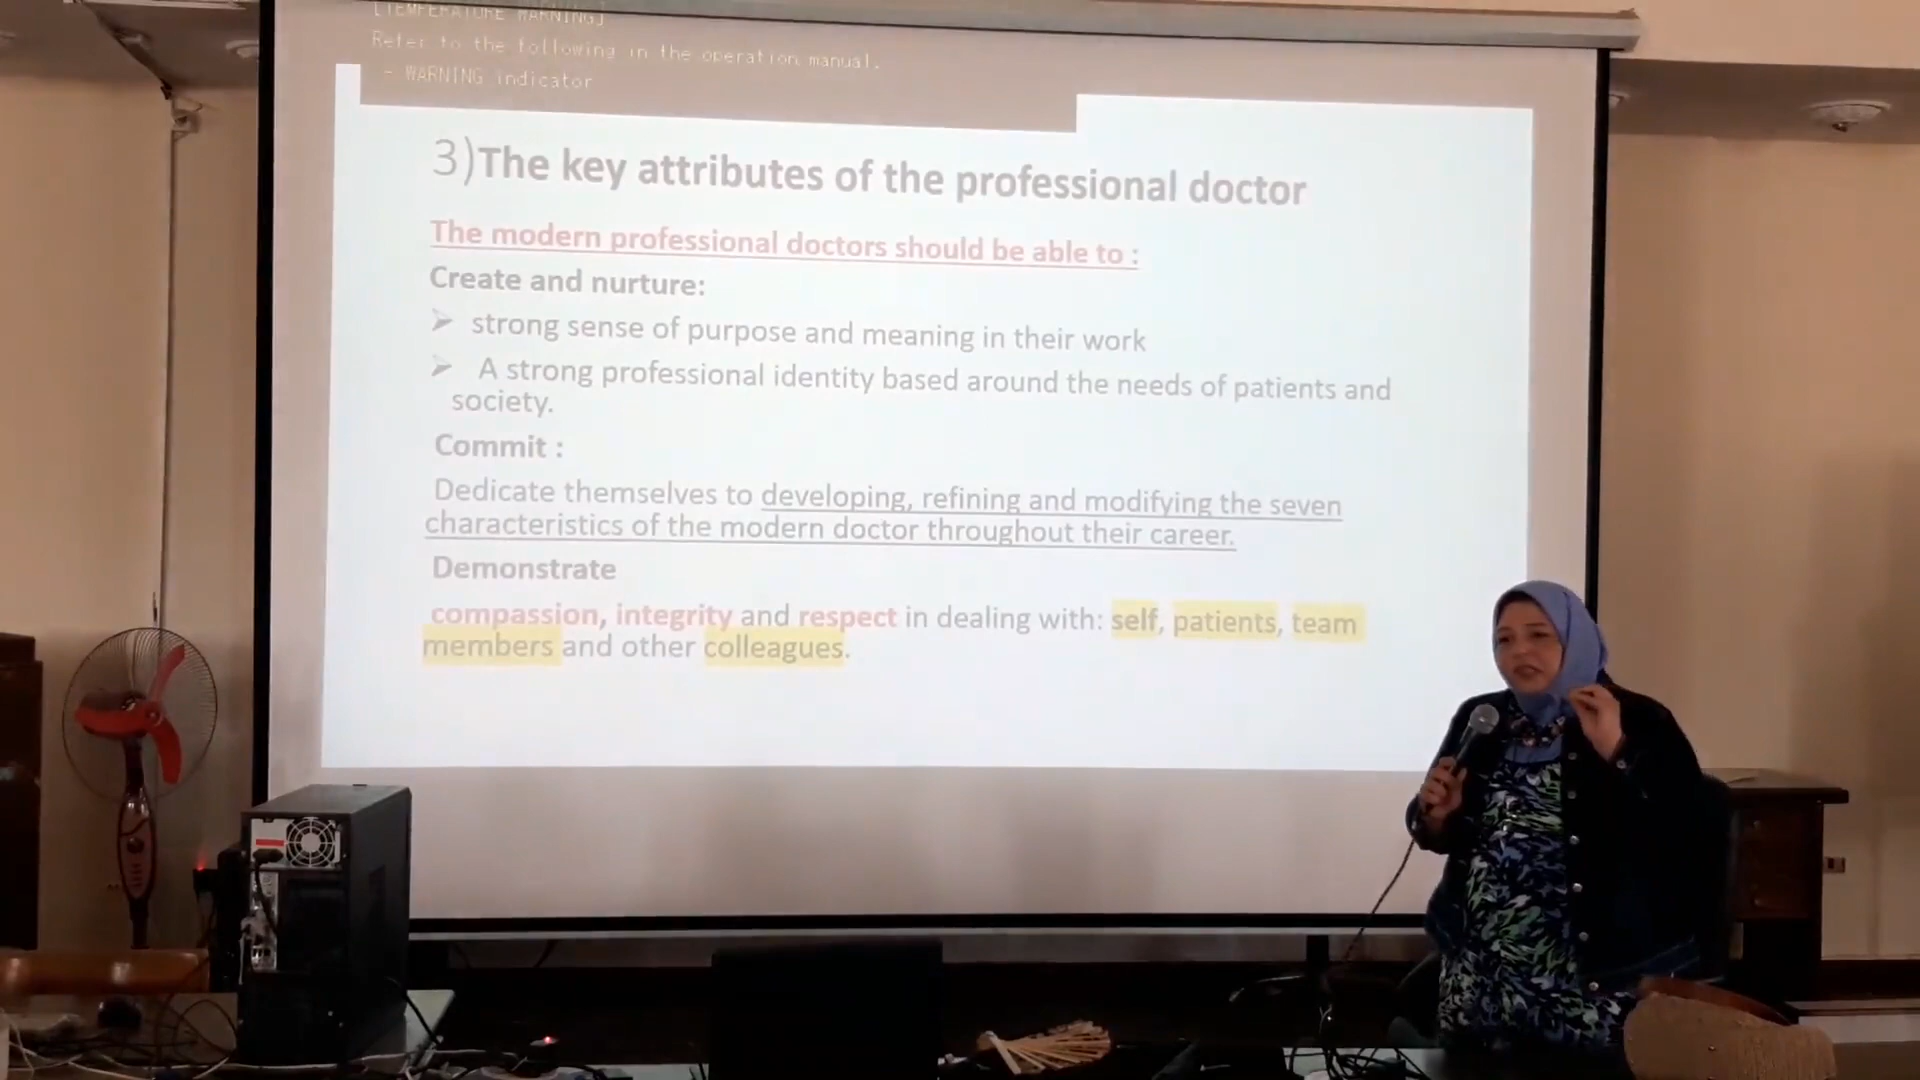 [TEMPERATURE WARNING]
Refer to the following in the operation manual.
- WARNING indicator
3)The key attributes of the professional doctor
The modern professional doctors should be able to :
Create and nurture:
➢ strong sense of purpose and meaning in their work
➢ A strong professional identity based around the needs of patients and
society.
Commit :
Dedicate themselves to developing, refining and modifying the seven
characteristics of the modern doctor throughout their career.
Demonstrate
compassion, integrity and respect in dealing with: self, patients, team
members and other colleagues.